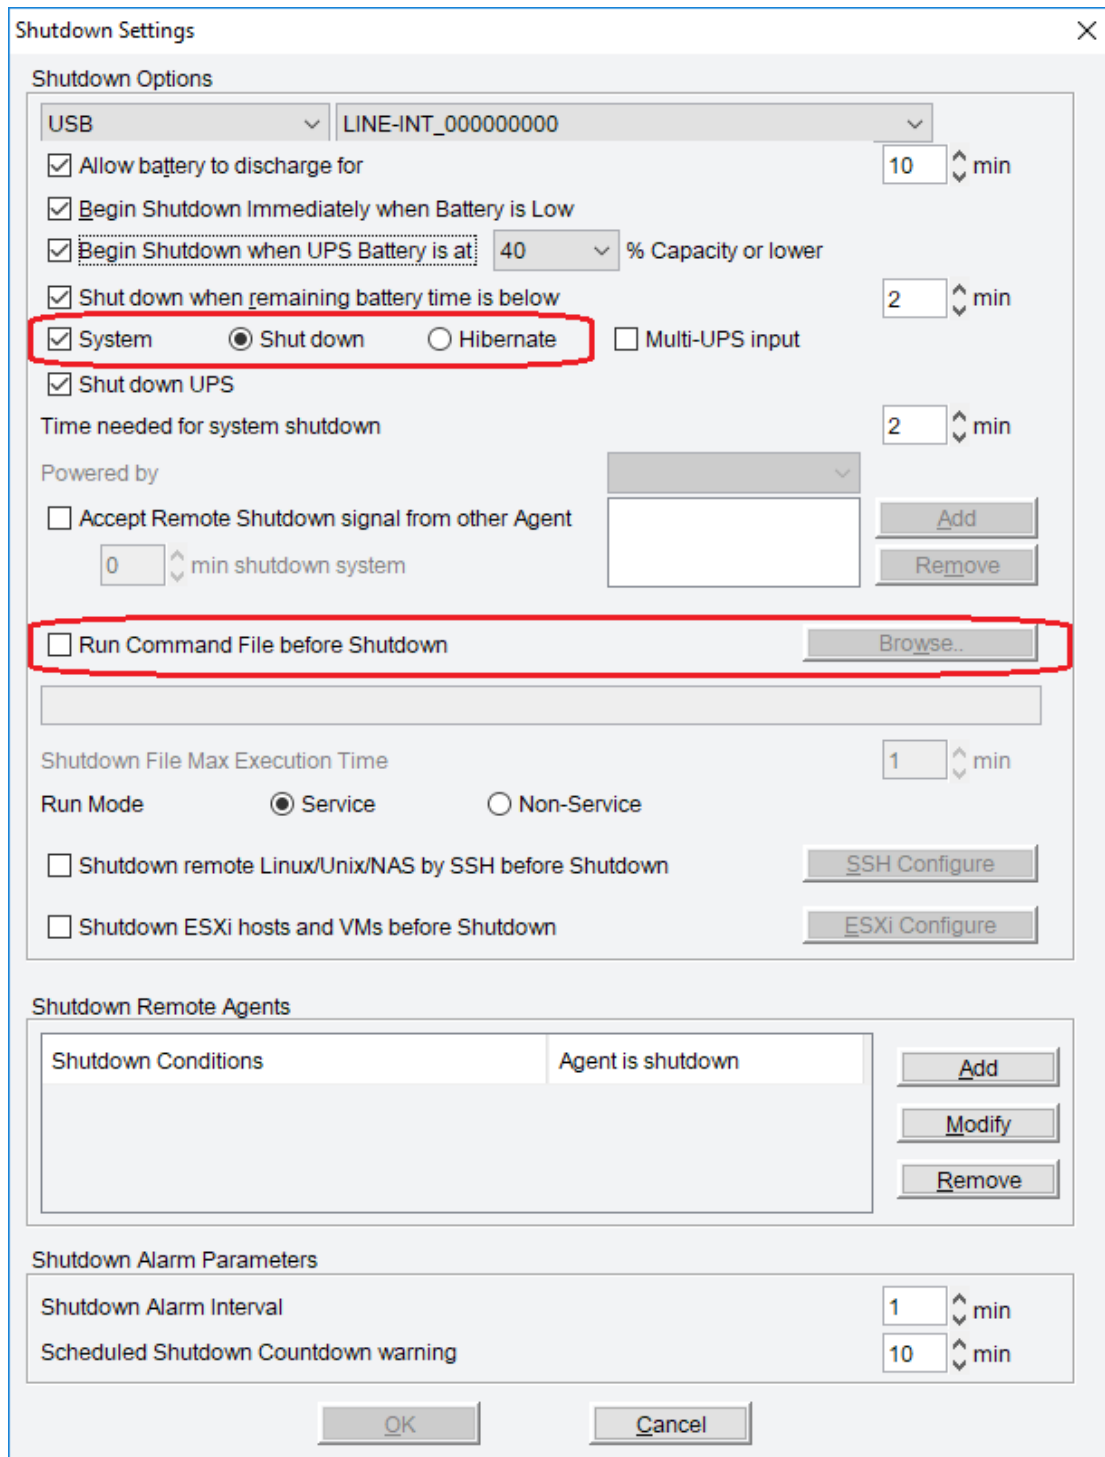 Shutdown Settings
Shutdown Options
USB LINE-INT_000000000
Allow battery to discharge for 10 min
Begin Shutdown Immediately when Battery is Low
Begin Shutdown when UPS Battery is at 40 % Capacity or lower
Shut down when remaining battery time is below 2 min
System Shut down Hibernate Multi-UPS input
Shut down UPS
Time needed for system shutdown 2 min
Powered by
Accept Remote Shutdown signal from other Agent Add
0 min shutdown system Remove
Run Command File before Shutdown Browse..
Shutdown File Max Execution Time 1 min
Run Mode Service Non-Service
Shutdown remote Linux/Unix/NAS by SSH before Shutdown SSH Configure
Shutdown ESXi hosts and VMs before Shutdown ESXi Configure
Shutdown Remote Agents
Shutdown Conditions Agent is shutdown Add
Modify
Remove
Shutdown Alarm Parameters
Shutdown Alarm Interval 1 min
Scheduled Shutdown Countdown warning 10 min
OK Cancel